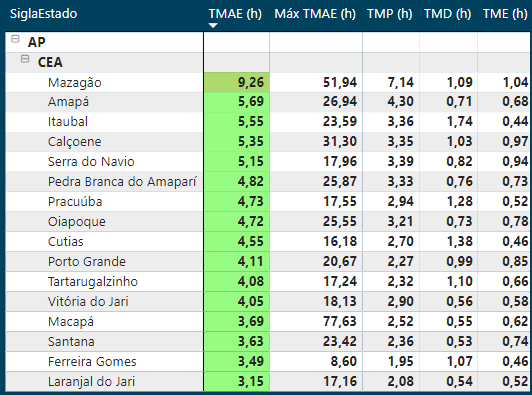 SiglaEstado TMAE (h) Máx TMAE (h) TMP (h) TMD (h) TME (h)
AP
CEA
Mazagão 9,26 51,94 7,14 1,09 1,04
Amapá 5,69 26,94 4,30 0,71 0,68
Itaubal 5,55 23,59 3,36 1,74 0,44
Calçoene 5,35 31,30 3,35 1,03 0,97
Serra do Navio 5,15 17,96 3,39 0,82 0,94
Pedra Branca do Amaparí 4,82 25,87 3,33 0,76 0,73
Pracuúba 4,73 17,55 2,94 1,28 0,52
Oiapoque 4,72 25,55 3,21 0,73 0,78
Cutias 4,55 16,18 2,70 1,38 0,46
Porto Grande 4,11 20,67 2,27 0,99 0,85
Tartarugalzinho 4,08 17,24 2,32 1,10 0,66
Vitória do Jari 4,05 18,13 2,90 0,56 0,58
Macapá 3,69 77,63 2,52 0,55 0,62
Santana 3,63 23,42 2,36 0,53 0,74
Ferreira Gomes 3,49 8,60 1,95 1,07 0,46
Laranjal do Jari 3,15 17,16 2,08 0,54 0,52